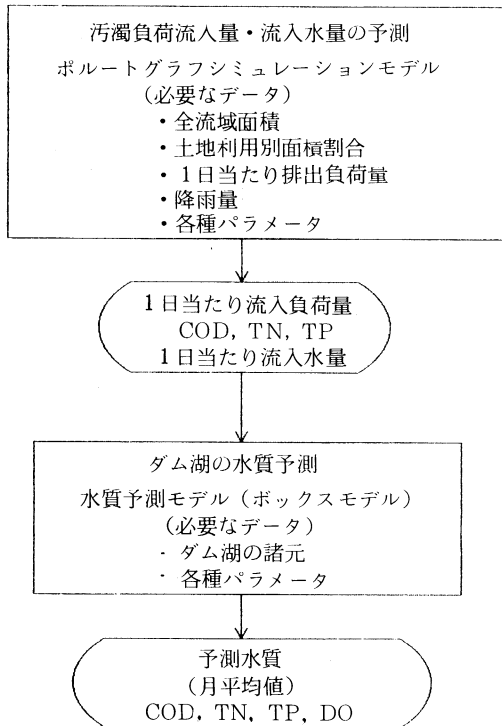 汚濁負荷流入量・流入水量の予測
ポルートグラフシミュレーションモデル
(必要なデータ)
・全流域面積
・土地利用別面積割合
・1日当たり排出負荷量
・降雨量
・各種パラメータ
1日当たり流入負荷量
COD, TN, TP
1日当たり流入水量
ダム湖の水質予測
水質予測モデル(ボックスモデル)
(必要なデータ)
・ダム湖の諸元
・各種パラメータ
予測水質
(月平均値)
COD, TN, TP, DO